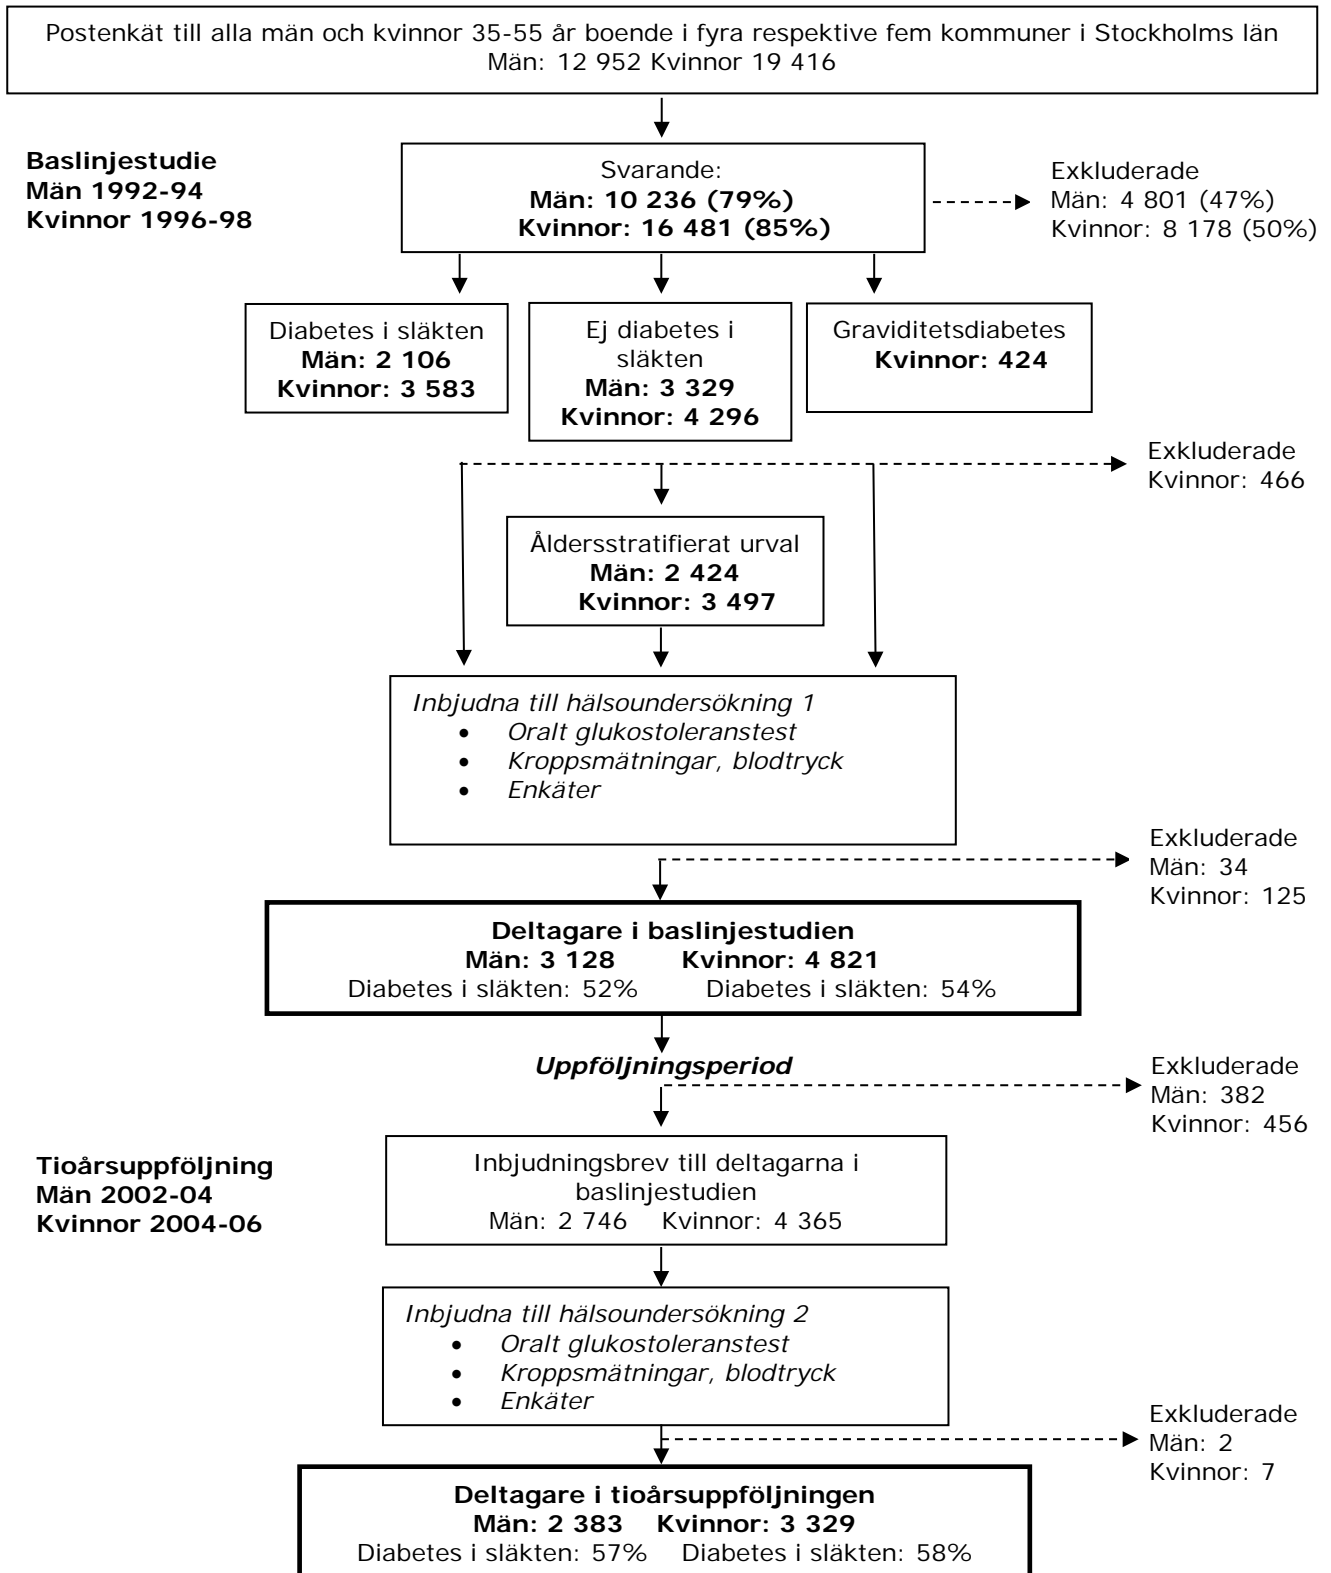 Postenkät till alla män och kvinnor 35-55 år boende i fyra respektive fem kommuner i Stockholms län
Män: 12 952 Kvinnor 19 416
Baslinjestudie
Män 1992-94
Kvinnor 1996-98
Svarande:
Män: 10 236 (79%)
Kvinnor: 16 481 (85%)
Exkluderade
Män: 4 801 (47%)
Kvinnor: 8 178 (50%)
Diabetes i släkten
Män: 2 106
Kvinnor: 3 583
Ej diabetes i
släkten
Män: 3 329
Kvinnor: 4 296
Graviditetsdiabetes
Kvinnor: 424
Exkluderade
Kvinnor: 466
Åldersstratifierat urval
Män: 2 424
Kvinnor: 3 497
Inbjudna till hälsoundersökning 1
• Oralt glukostoleranstest
• Kroppsmätningar, blodtryck
• Enkäter
Exkluderade
Män: 34
Kvinnor: 125
Deltagare i baslinjestudien
Män: 3 128 Kvinnor: 4 821
Diabetes i släkten: 52% Diabetes i släkten: 54%
Uppföljningsperiod
Exkluderade
Män: 382
Kvinnor: 456
Tioårsuppföljning
Män 2002-04
Kvinnor 2004-06
Inbjudningsbrev till deltagarna i
baslinjestudien
Män: 2 746 Kvinnor: 4 365
Inbjudna till hälsoundersökning 2
• Oralt glukostoleranstest
• Kroppsmätningar, blodtryck
• Enkäter
Exkluderade
Män: 2
Kvinnor: 7
Deltagare i tioårsuppföljningen
Män: 2 383 Kvinnor: 3 329
Diabetes i släkten: 57% Diabetes i släkten: 58%